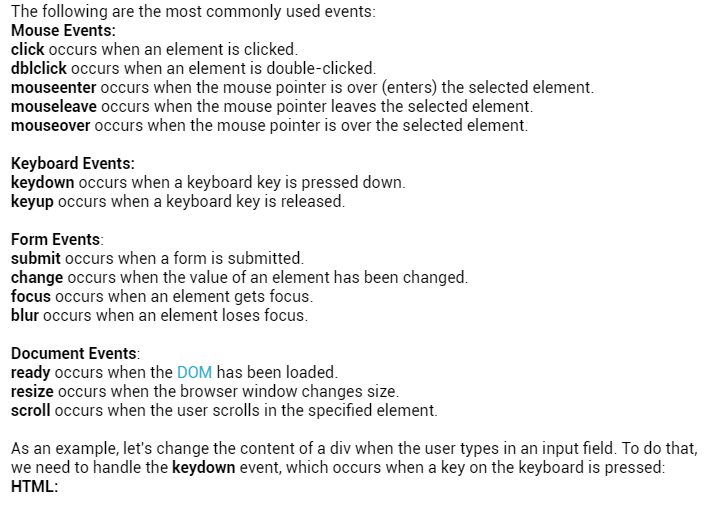 The following are the most commonly used events:
Mouse Events:
click occurs when an element is clicked.
dblclick occurs when an element is double-clicked.
mouseenter occurs when the mouse pointer is over (enters) the selected element.
mouseleave occurs when the mouse pointer leaves the selected element.
mouseover occurs when the mouse pointer is over the selected element.
Keyboard Events:
keydown occurs when a keyboard key is pressed down.
keyup occurs when a keyboard key is released.
Form Events:
submit occurs when a form is submitted.
change occurs when the value of an element has been changed.
focus occurs when an element gets focus.
blur occurs when an element loses focus.
Document Events:
ready occurs when the DOM has been loaded.
resize occurs when the browser window changes size.
scroll occurs when the user scrolls in the specified element.
As an example, let's change the content of a div when the user types in an input field. To do that,
we need to handle the keydown event, which occurs when a key on the keyboard is pressed:
HTML: